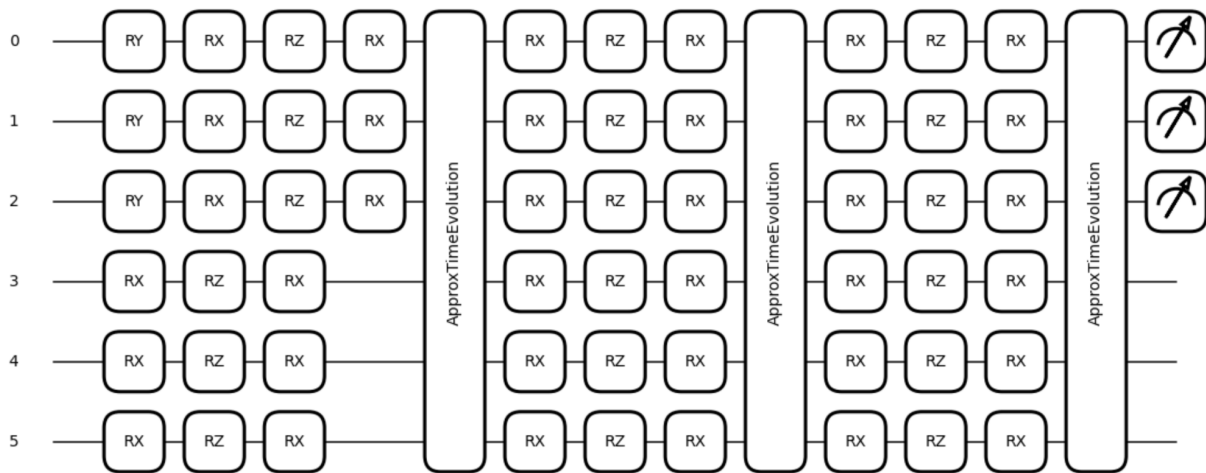 0 RY RX RZ RX RX RZ RX RX RZ RX
1 RY RX RZ RX RX RZ RX RX RZ RX
2 RY RX RZ RX ApproxTimeEvolution RX RZ RX ApproxTimeEvolution RX RZ RX ApproxTimeEvolution
3 RX RZ RX RX RZ RX RX RZ RX
4 RX RZ RX RX RZ RX RX RZ RX
5 RX RZ RX RX RZ RX RX RZ RX